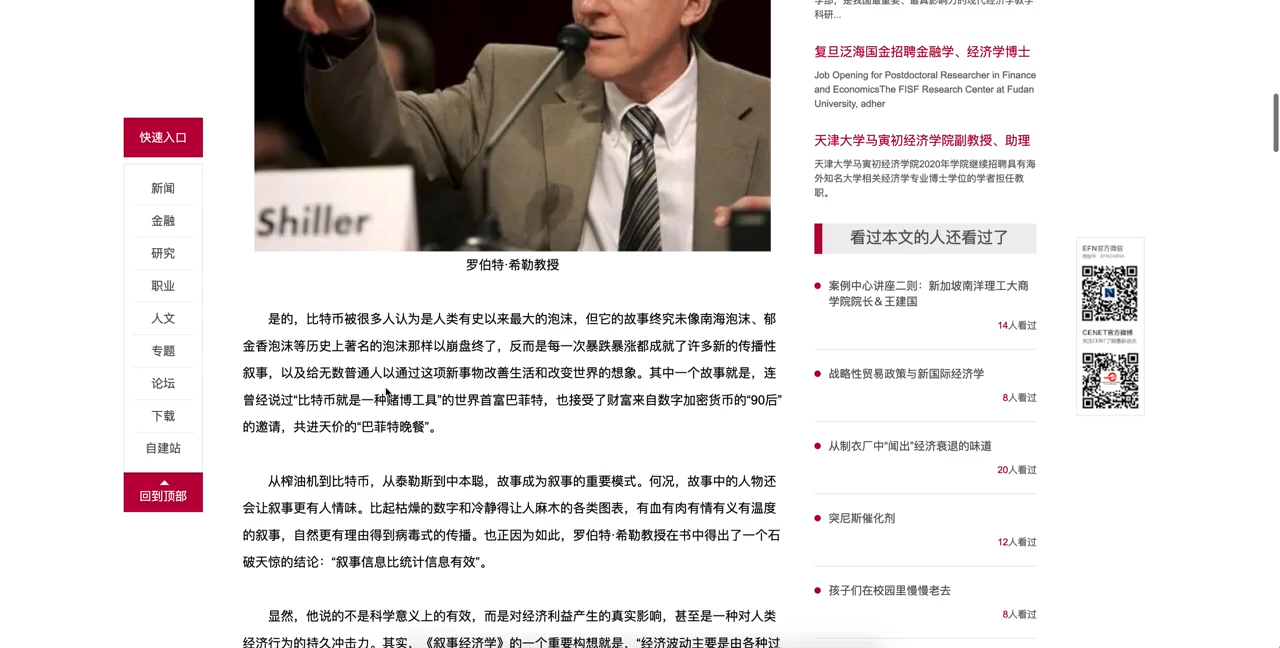 快速入口
新闻
金融
研究
职业
人文
专题
论坛
下载
自建站
回到顶部
Shiller
罗伯特·希勒教授
是的，比特币被很多人认为是人类有史以来最大的泡沫，但它的故事终究未像南海泡沫、郁
金香泡沫等历史上著名的泡沫那样以崩盘终了，反而是每一次暴跌暴涨都成就了许多新的传播性
叙事，以及给无数普通人以通过这项新事物改善生活和改变世界的想象。其中一个故事就是，连
曾经说过“比特币就是一种赌博工具”的世界首富巴菲特，也接受了财富来自数字加密货币的“90后”
的邀请，共进天价的“巴菲特晚餐”。
从榨油机到比特币，从泰勒斯到中本聪，故事成为叙事的重要模式。何况，故事中的人物还
会让叙事更有人情味。比起枯燥的数字和冷静得让人麻木的各类图表，有血有肉有情有义有温度
的叙事，自然更有理由得到病毒式的传播。也正因为如此，罗伯特·希勒教授在书中得出了一个石
破天惊的结论：“叙事信息比统计信息有效”。
显然，他说的不是科学意义上的有效，而是对经济利益产生的真实影响，甚至是一种对人类
经济行为的持久冲击力。其实，《叙事经济学》的一个重要构想就是，“经济波动主要是由各种过
学部，是我国最重要、最具影响力的现代经济学教学
科研...
复旦泛海国金招聘金融学、经济学博士
Job Opening for Postdoctoral Researcher in Finance
and EconomicsThe FISF Research Center at Fudan
University, adher
天津大学马寅初经济学院副教授、助理
天津大学马寅初经济学院2020年学院继续招聘具有海
外知名大学相关经济学专业博士学位的学者担任教
职。
看过本文的人还看过了
案例中心讲座二则：新加坡南洋理工大商
学院院长＆王建国
14人看过
战略性贸易政策与新国际经济学
8人看过
从制衣厂中“闻出”经济衰退的味道
20人看过
突尼斯催化剂
12人看过
孩子们在校园里慢慢老去
8人看过
EFN官方微信
微信号：EFNCHINA
CENET官方微博